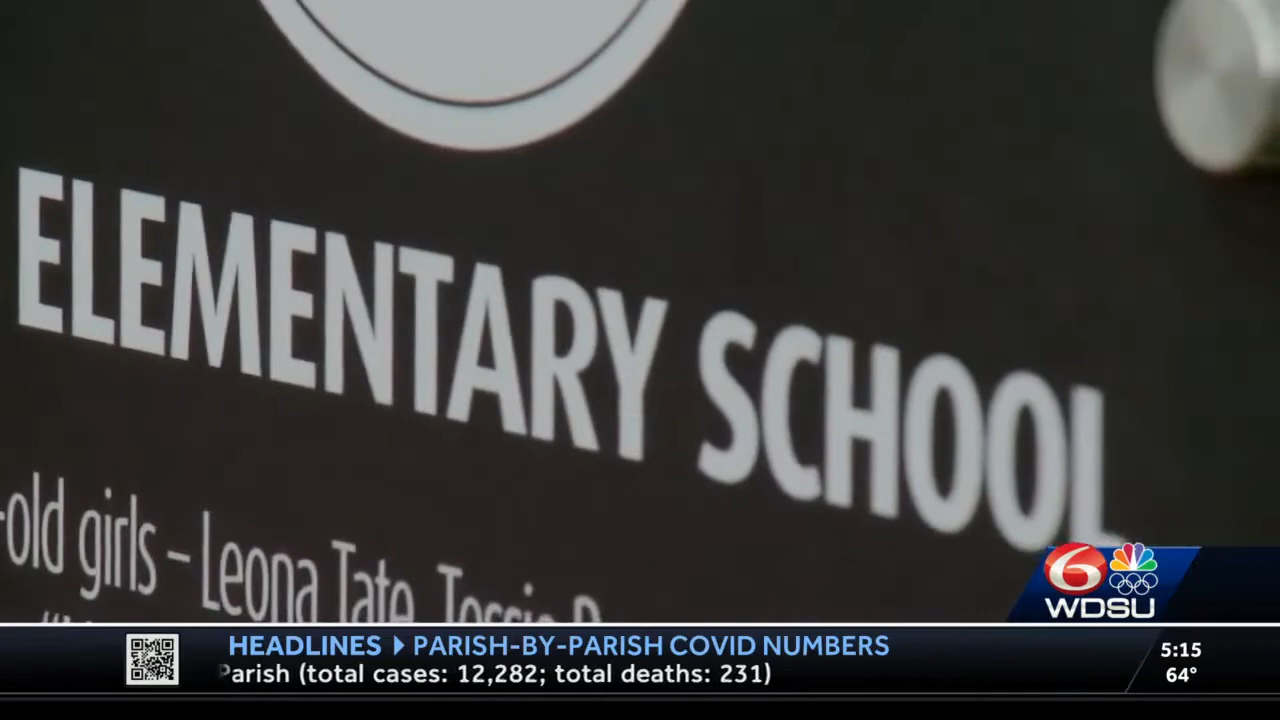 ELEMENTARY SCHOOL
-old girls – Leona Tate, Tessie
6
WDSU
HEADLINES PARISH-BY-PARISH COVID NUMBERS
Parish (total cases: 12,282; total deaths: 231)
5:15
64°